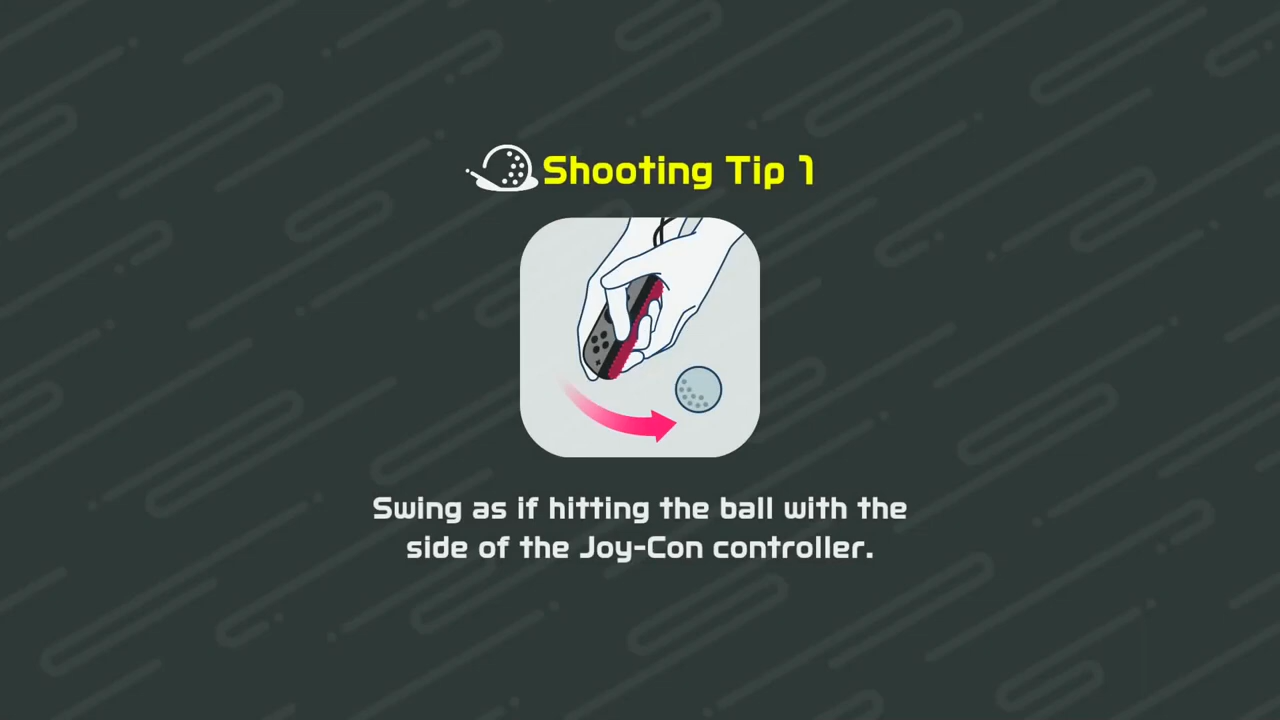 Shooting Tip 1
Swing as if hitting the ball with the
side of the Joy-Con controller.